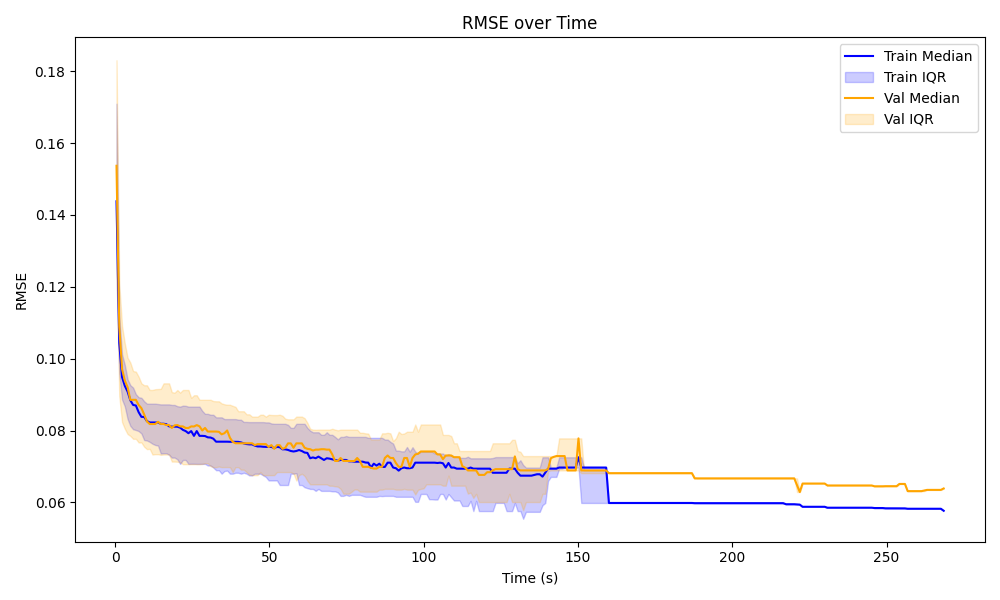 RMSE over Time
Train Median
Train IQR
Val Median
Val IQR
RMSE
0.18
0.16
0.14
0.12
0.10
0.08
0.06
0
50
100
150
200
250
Time (s)